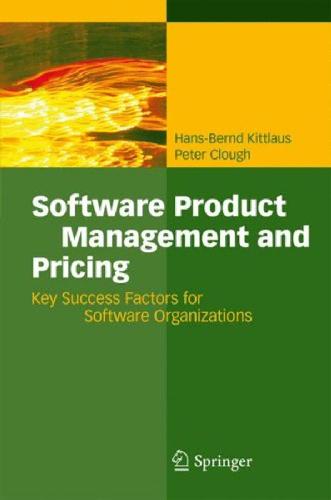 Hans-Bernd Kittlaus
Peter Clough
Software Product
Management and
Pricing
Key Success Factors for
Software Organizations
Springer